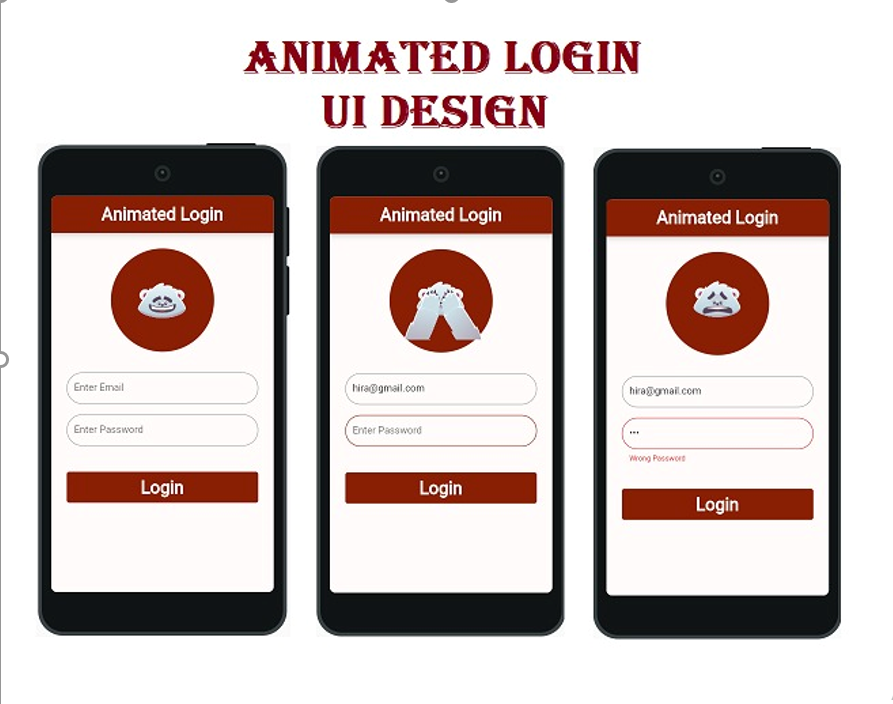 ANIMATED LOGIN
UI DESIGN
Animated Login
Enter Email
Enter Password
Login
Animated Login
hira@gmail.com
Enter Password
Login
Animated Login
hira@gmail.com
•••
Wrong Password
Login